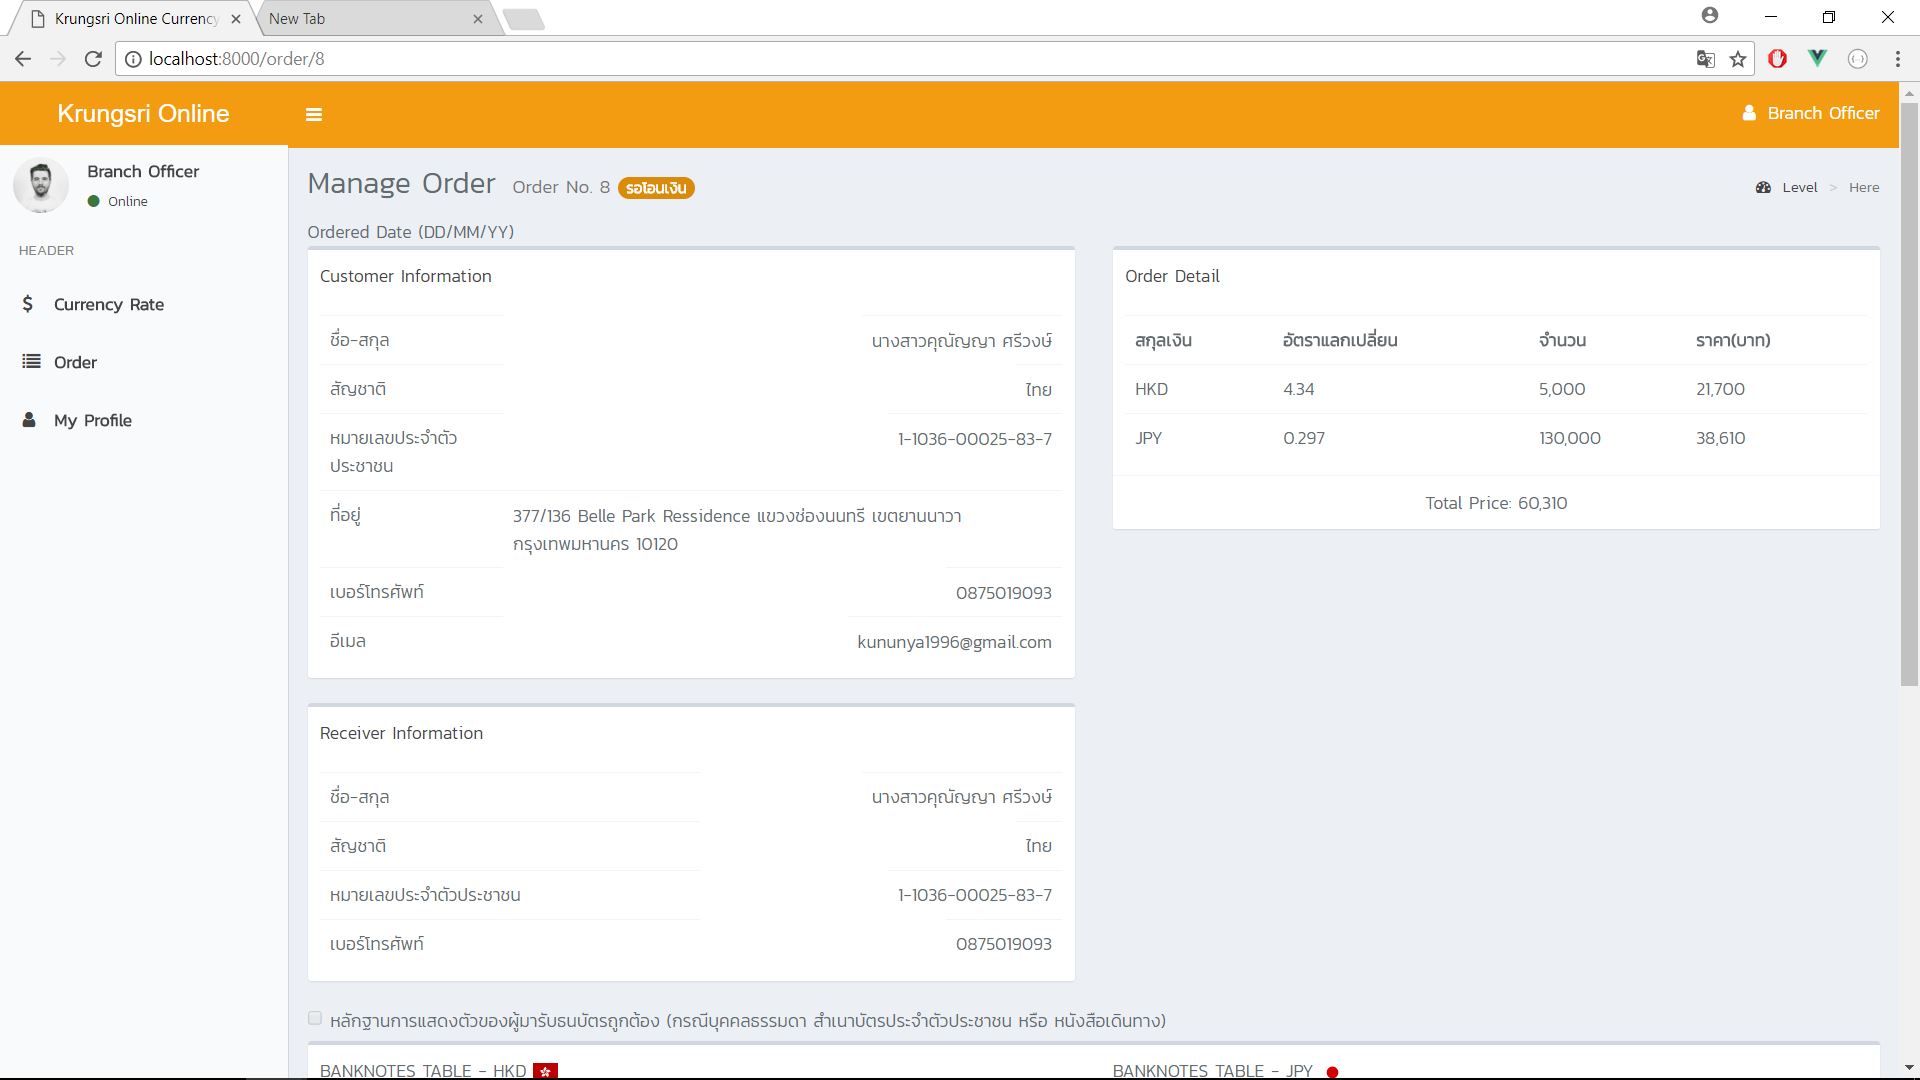 Krungsri Online Currency
New Tab
localhost:8000/order/8
Krungsri Online
Branch Officer
Branch Officer
Online
HEADER
Currency Rate
Order
My Profile
Manage Order Order No. 8 รอโอนเงิน
Level > Here
Ordered Date (DD/MM/YY)
Customer Information
ชื่อ-สกุล นางสาวคุณัญญา ศรีวงษ์
สัญชาติ ไทย
หมายเลขประจำตัว 1-1036-00025-83-7
ประชาชน
ที่อยู่ 377/136 Belle Park Ressidence แขวงช่องนนทรี เขตยานนาวา
กรุงเทพมหานคร 10120
เบอร์โทรศัพท์ 0875019093
อีเมล kununya1996@gmail.com
Order Detail
สกุลเงิน อัตราแลกเปลี่ยน จำนวน ราคา(บาท)
HKD 4.34 5,000 21,700
JPY 0.297 130,000 38,610
Total Price: 60,310
Receiver Information
ชื่อ-สกุล นางสาวคุณัญญา ศรีวงษ์
สัญชาติ ไทย
หมายเลขประจำตัวประชาชน 1-1036-00025-83-7
เบอร์โทรศัพท์ 0875019093
หลักฐานการแสดงตัวของผู้มารับธนบัตรถูกต้อง (กรณีบุคคลธรรมดา สำเนาบัตรประจำตัวประชาชน หรือ หนังสือเดินทาง)
BANKNOTES TABLE - HKD
BANKNOTES TABLE - JPY